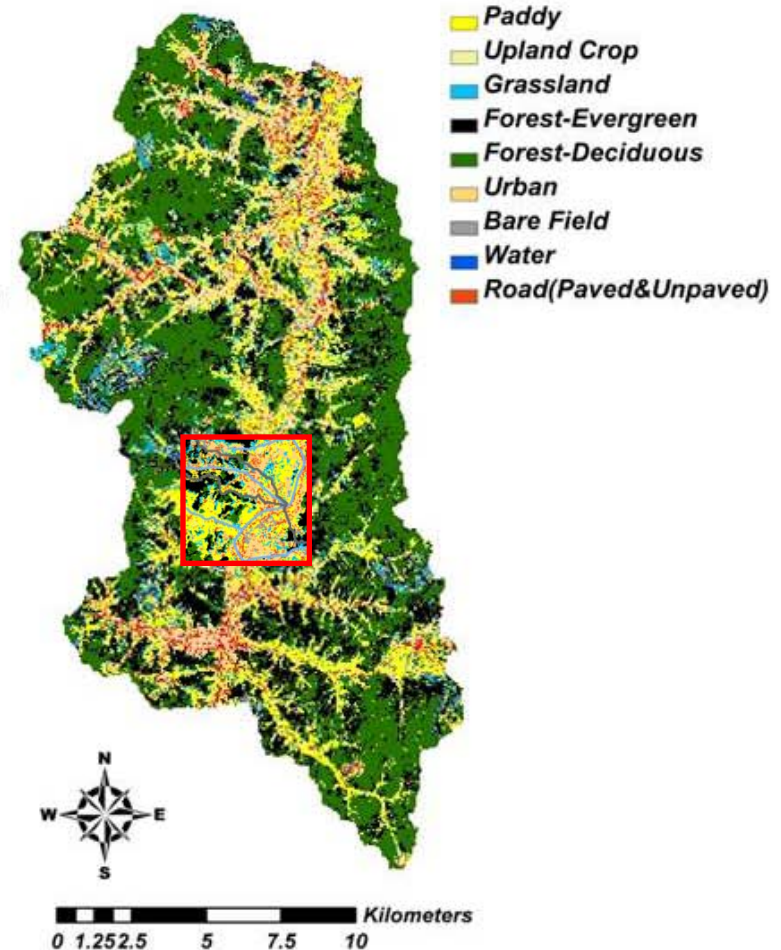 Paddy
Upland Crop
Grassland
Forest-Evergreen
Forest-Deciduous
Urban
Bare Field
Water
Road(Paved&Unpaved)
N
W E
S
Kilometers
0 1.252.5 5 7.5 10